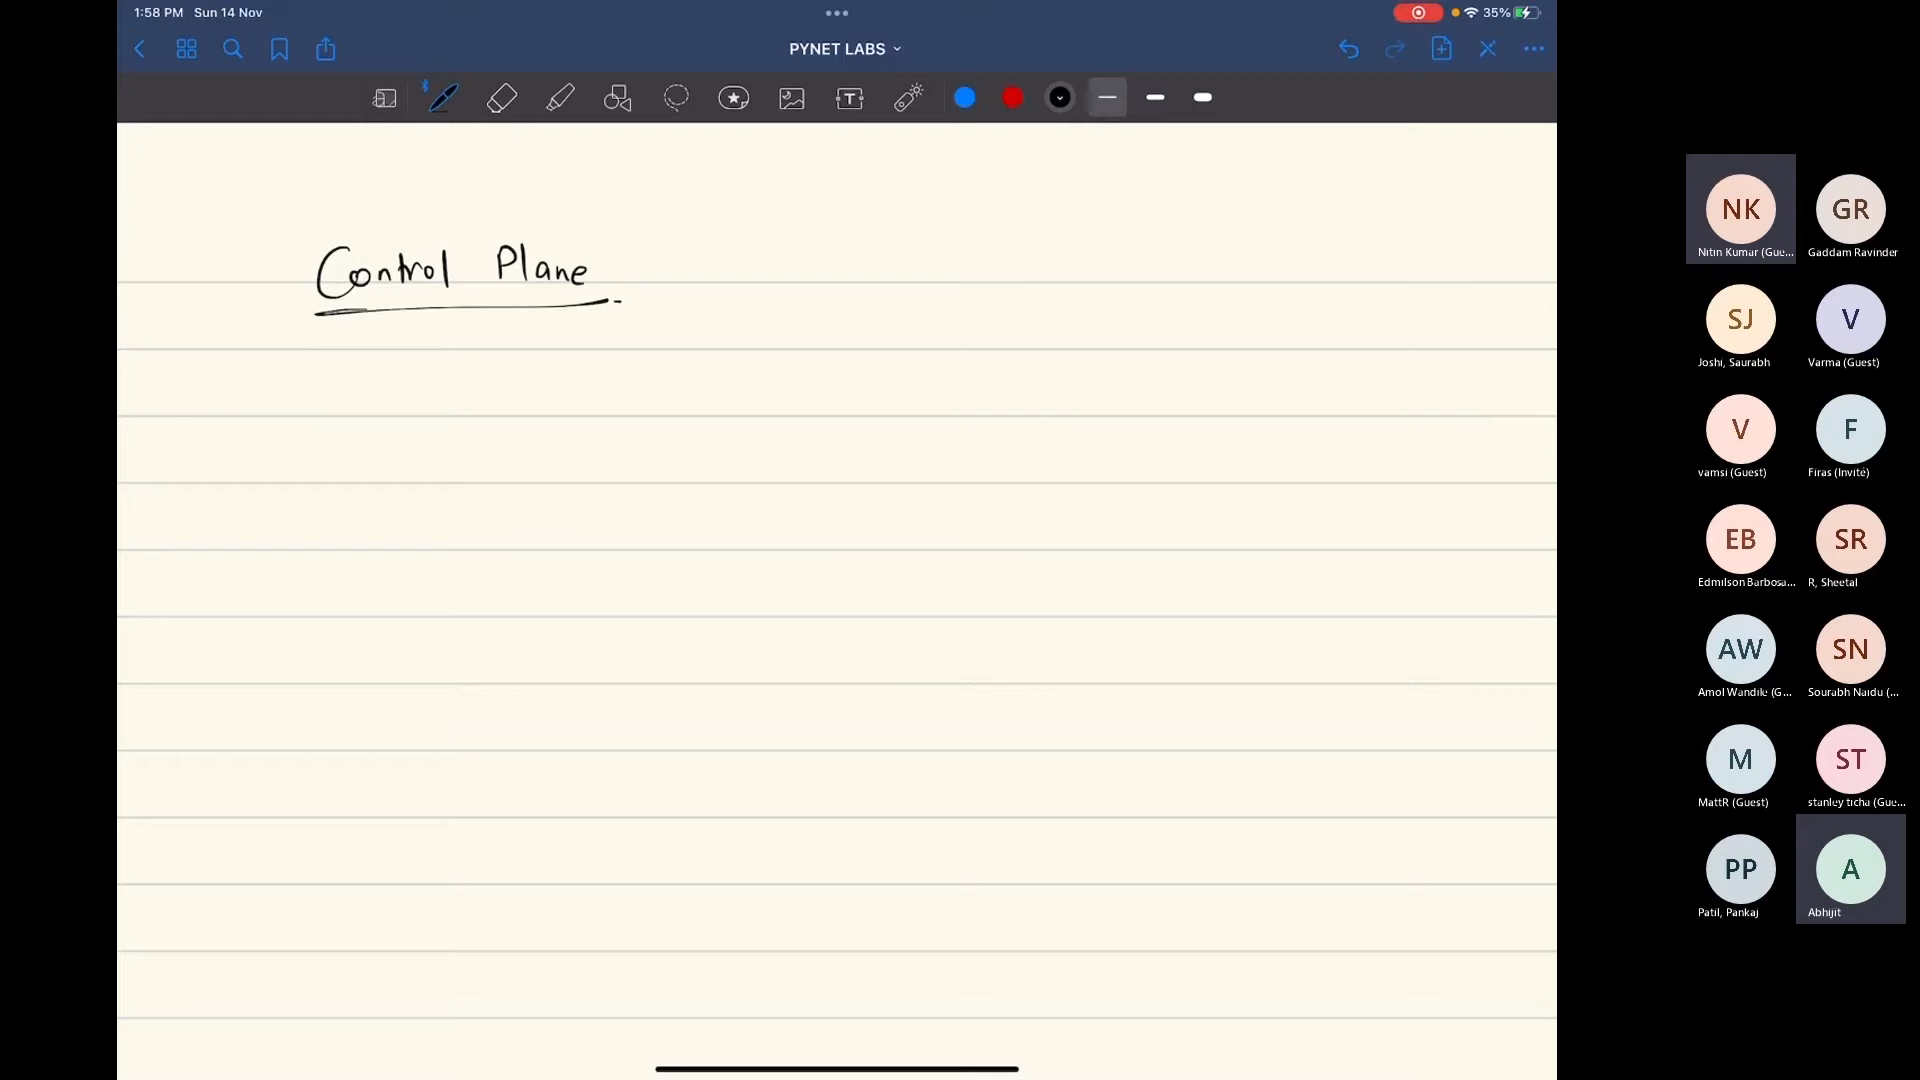 1:58 PM Sun 14 Nov
35%
PYNET LABS
T
Control Plane
NK
GR
Nitin Kumar (Gue...
Gaddam Ravinder
SJ
V
Joshi, Saurabh
Varma (Guest)
V
F
vamsi (Guest)
Firas (Invité)
EB
SR
Edmilson Barbosa...
R, Sheetal
AW
SN
Amol Wandile (G...
Sourabh Naidu (...
M
ST
MattR (Guest)
stanley ticha (Gue...
PP
A
Patil, Pankaj
Abhijit